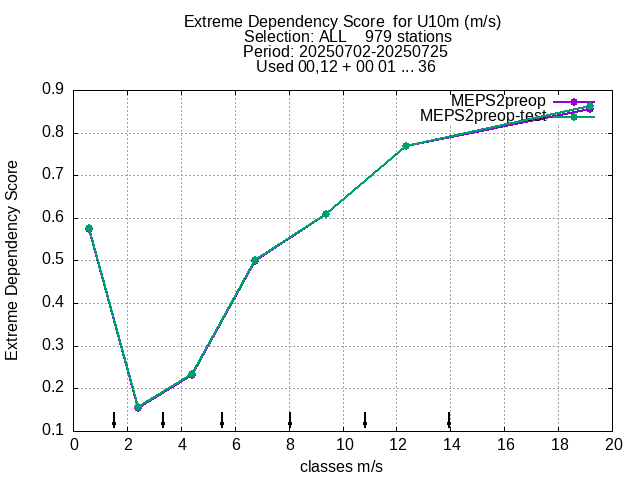 Extreme Dependency Score  for U10m (m/s)
Selection: ALL    979 stations
Period: 20250702-20250725
Used 00,12 + 00 01 ... 36
MEPS2preop
MEPS2preop-test
Extreme Dependency Score
0.9
0.8
0.7
0.6
0.5
0.4
0.3
0.2
0.1
0 2 4 6 8 10 12 14 16 18 20
classes m/s